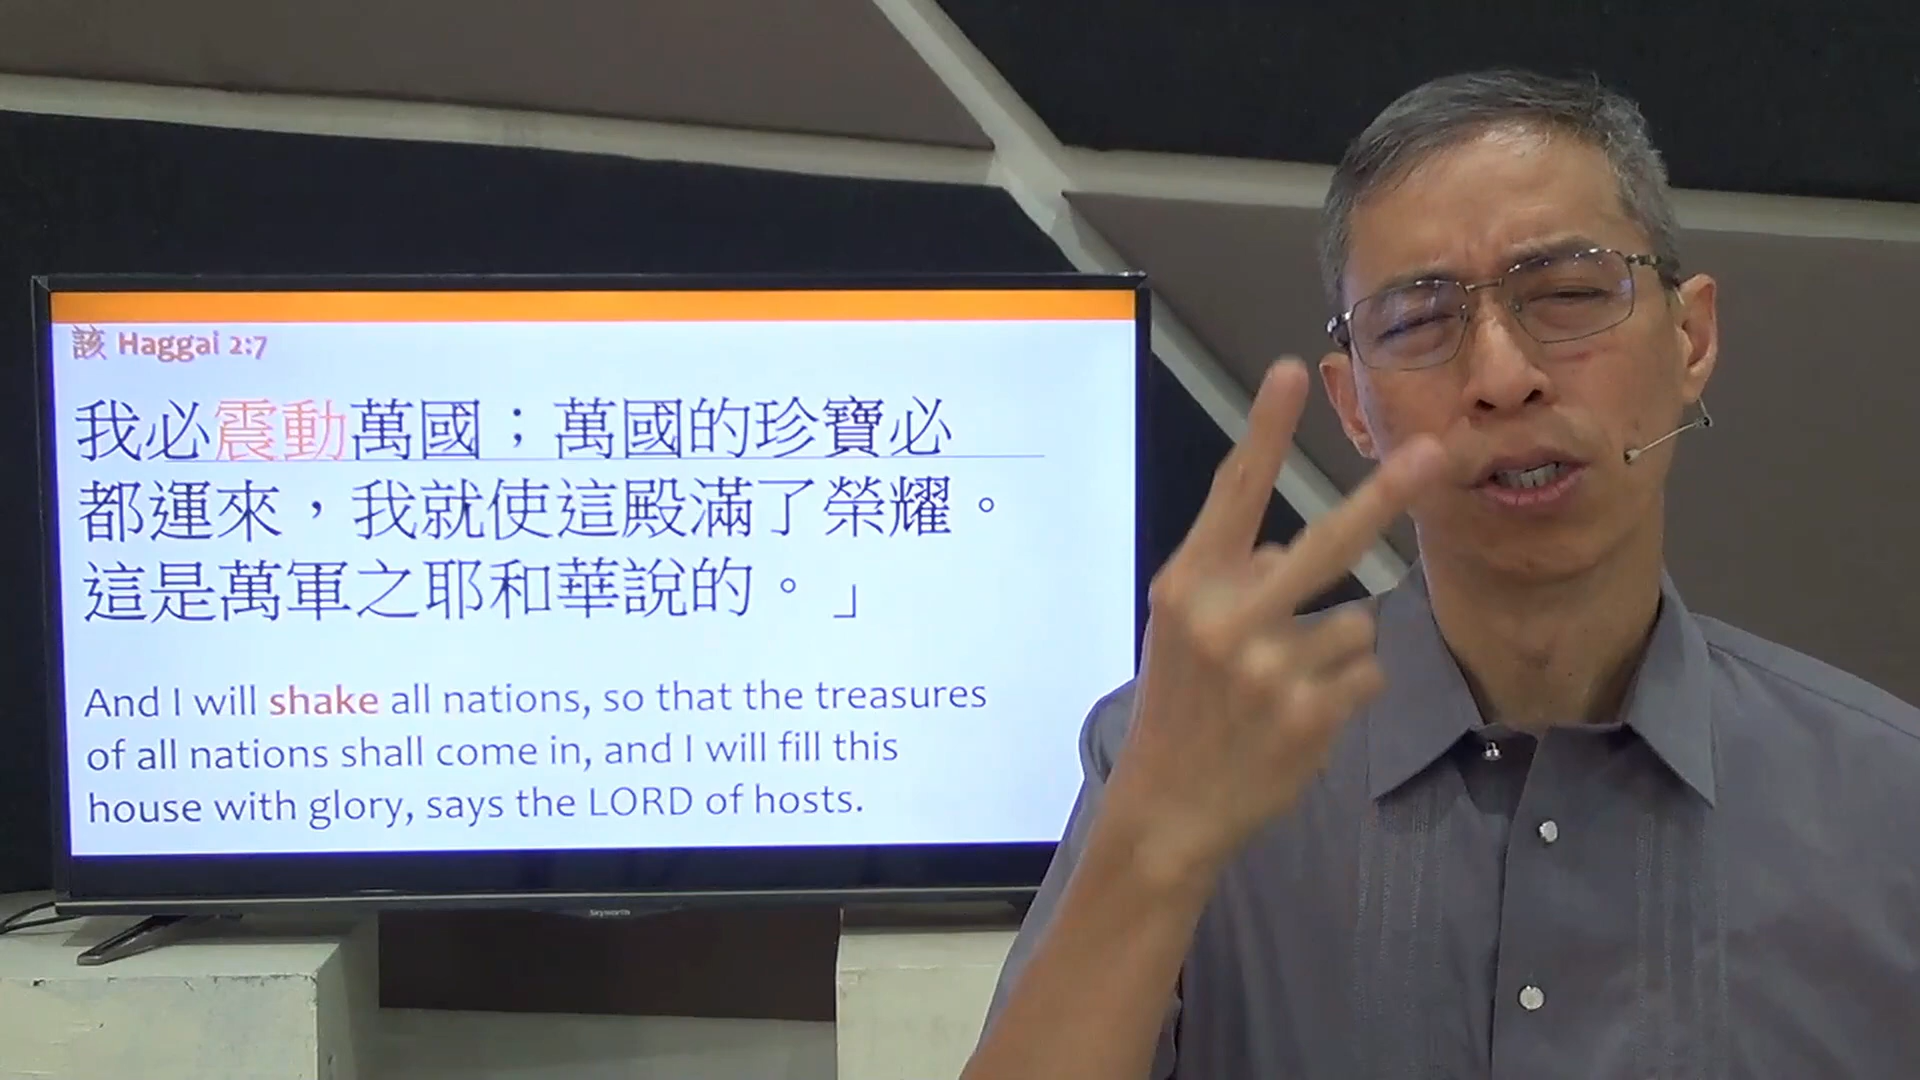 該 Haggai 2:7
我必震動萬國；萬國的珍寶必
都運來，我就使這殿滿了榮耀。
這是萬軍之耶和華說的。」
And I will shake all nations, so that the treasures
of all nations shall come in, and I will fill this
house with glory, says the LORD of hosts.
Skyworth